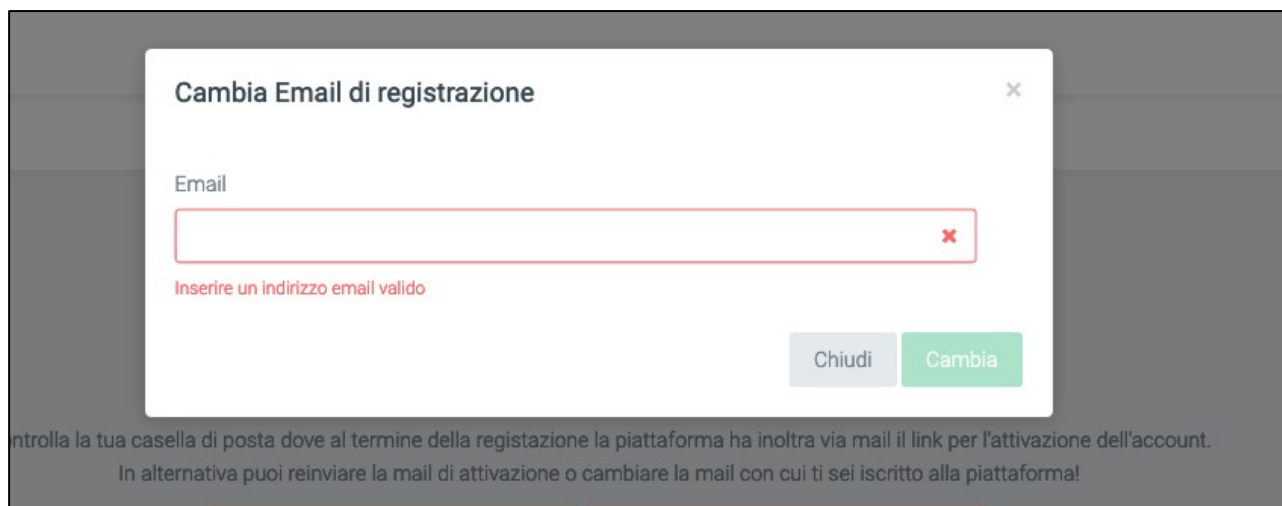 Cambia Email di registrazione
Email
Inserire un indirizzo email valido
Chiudi
Cambia
ntrolla la tua casella di posta dove al termine della registazione la piattaforma ha inoltra via mail il link per l'attivazione dell'account.
In alternativa puoi reinviare la mail di attivazione o cambiare la mail con cui ti sei iscritto alla piattaforma!